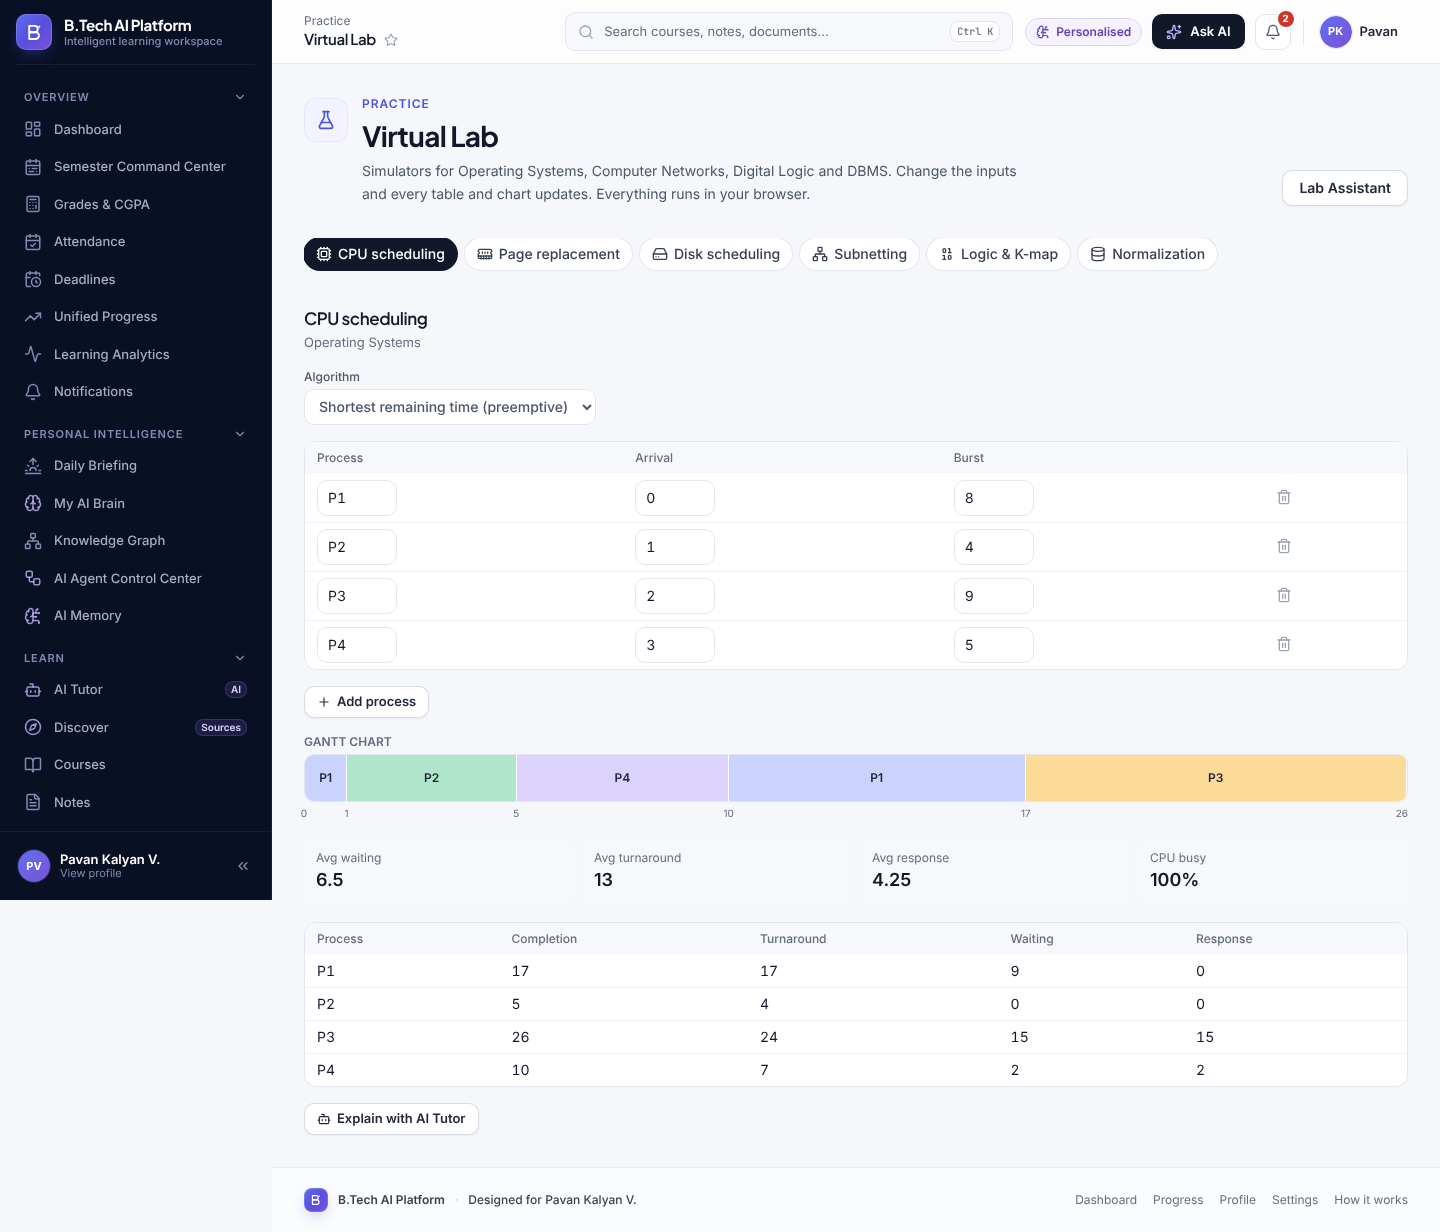 B.Tech AI Platform
Intelligent learning workspace
OVERVIEW
Dashboard
Semester Command Center
Grades & CGPA
Attendance
Deadlines
Unified Progress
Learning Analytics
Notifications
PERSONAL INTELLIGENCE
Daily Briefing
My AI Brain
Knowledge Graph
AI Agent Control Center
AI Memory
LEARN
AI Tutor AI
Discover Sources
Courses
Notes
PV Pavan Kalyan V.
View profile
Practice
Virtual Lab
Search courses, notes, documents... Ctrl K
Personalised
Ask AI
2
PK Pavan
PRACTICE
Virtual Lab
Simulators for Operating Systems, Computer Networks, Digital Logic and DBMS. Change the inputs
and every table and chart updates. Everything runs in your browser.
Lab Assistant
CPU scheduling Page replacement Disk scheduling Subnetting Logic & K-map Normalization
CPU scheduling
Operating Systems
Algorithm
Shortest remaining time (preemptive)
Process Arrival Burst
P1 0 8
P2 1 4
P3 2 9
P4 3 5
Add process
GANTT CHART
P1 P2 P4 P1 P3
0 1 5 10 17 26
Avg waiting Avg turnaround Avg response CPU busy
6.5 13 4.25 100%
Process Completion Turnaround Waiting Response
P1 17 17 9 0
P2 5 4 0 0
P3 26 24 15 15
P4 10 7 2 2
Explain with AI Tutor
B B.Tech AI Platform · Designed for Pavan Kalyan V.
Dashboard Progress Profile Settings How it works